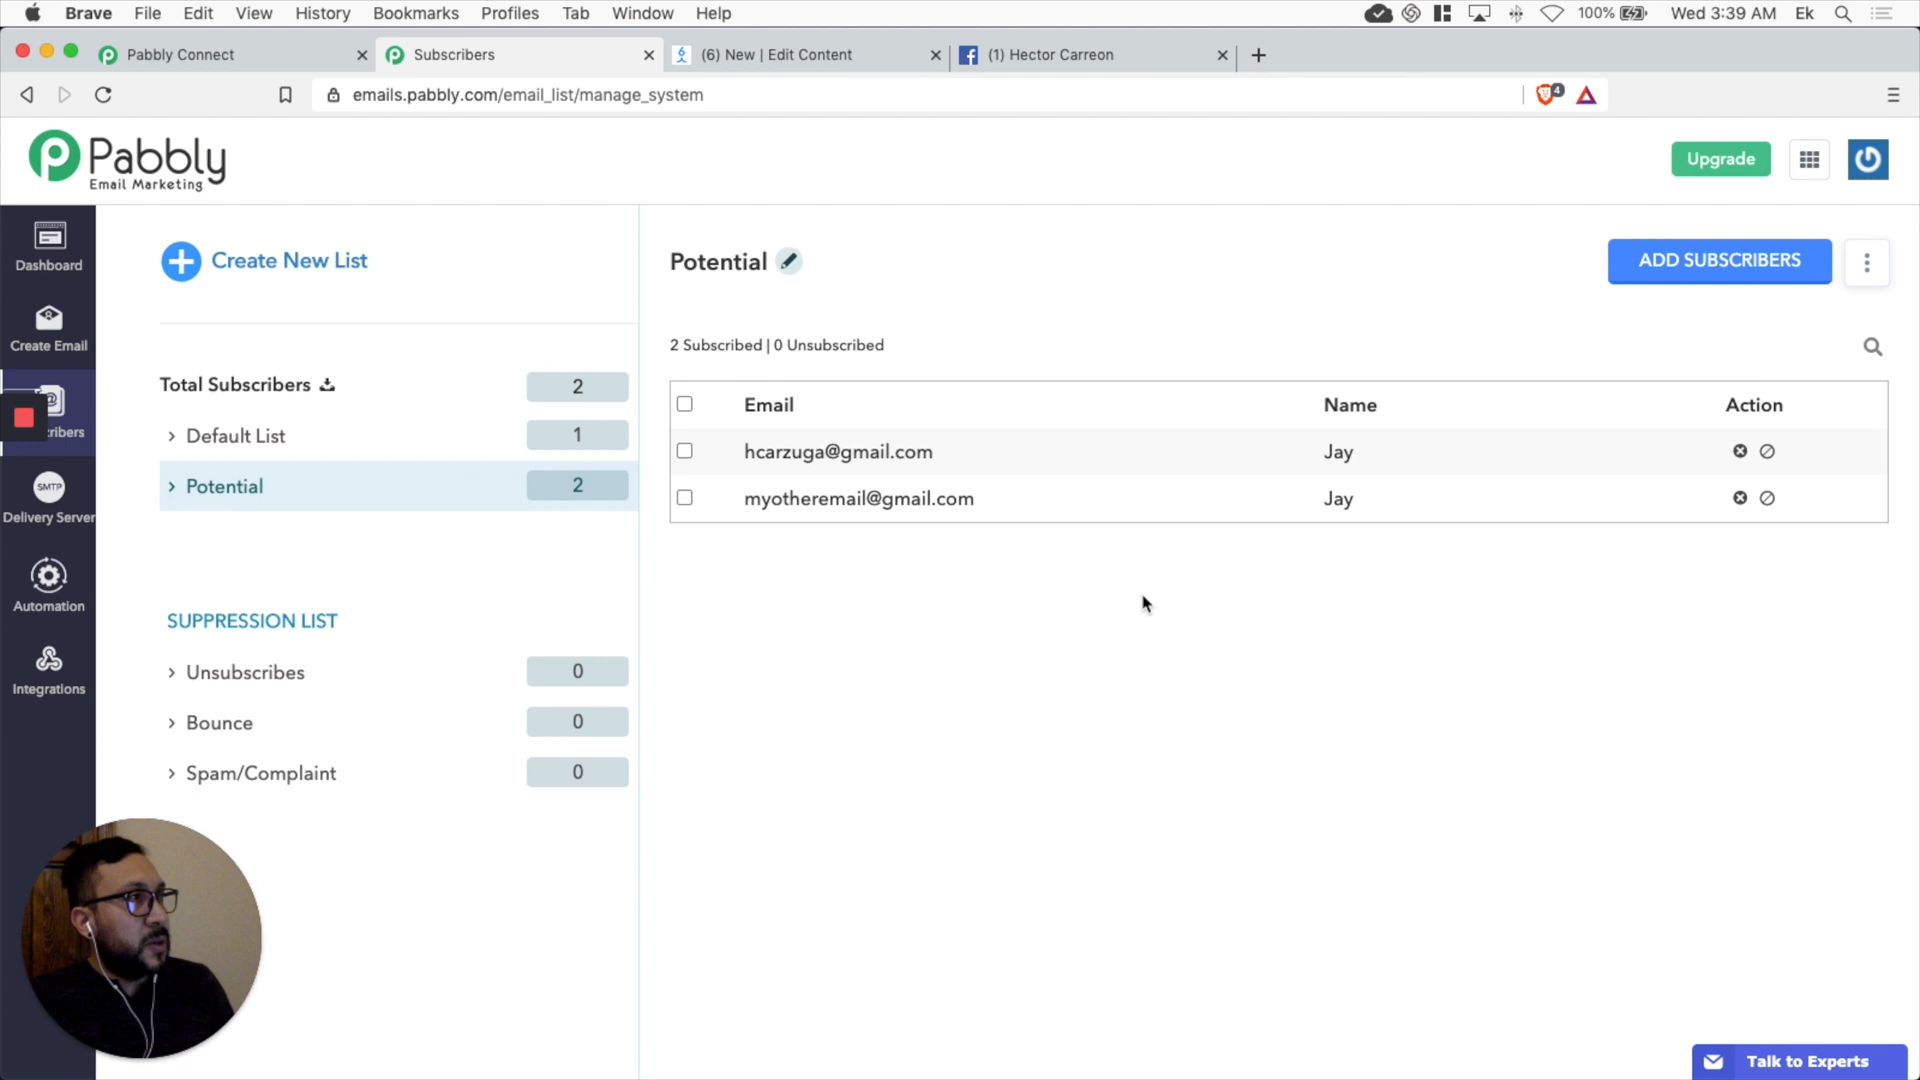 Brave File Edit View History Bookmarks Profiles Tab Window Help 100% Wed 3:39 AM Ek
Pabbly Connect
Subscribers
(6) New | Edit Content
(1) Hector Carreon
emails.pabbly.com/email_list/manage_system
4
Pabbly
Email Marketing
Upgrade
Dashboard
Create Email
cribers
SMTP
Delivery Server
Automation
Integrations
Create New List
Total Subscribers 2
Default List 1
Potential 2
SUPPRESSION LIST
Unsubscribes 0
Bounce 0
Spam/Complaint 0
Potential
ADD SUBSCRIBERS
2 Subscribed | 0 Unsubscribed
Email Name Action
hcarzuga@gmail.com Jay
myotheremail@gmail.com Jay
Talk to Experts